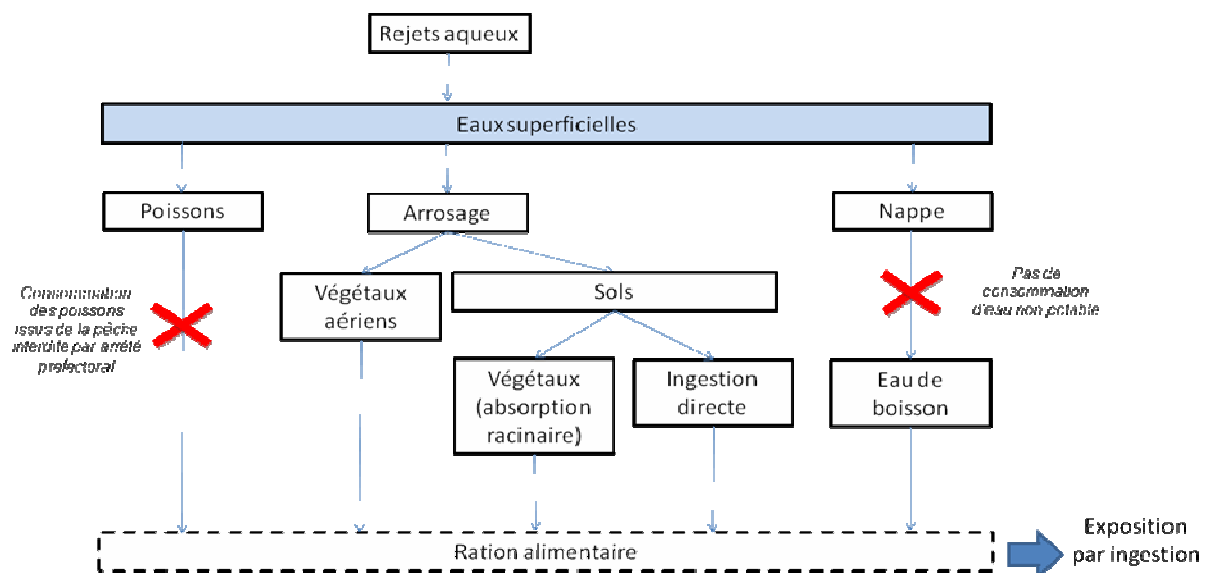 Rejets aqueux
Eaux superficielles
Poissons
Arrosage
Nappe
Consommation
des poissons
issus de la pêche
interdite par arrêté
préfectoral
Végétaux
aériens
Sols
Pas de
consommation
d'eau non potable
Végétaux
(absorption
racinaire)
Ingestion
directe
Eau de
boisson
Ration alimentaire
Exposition
par ingestion